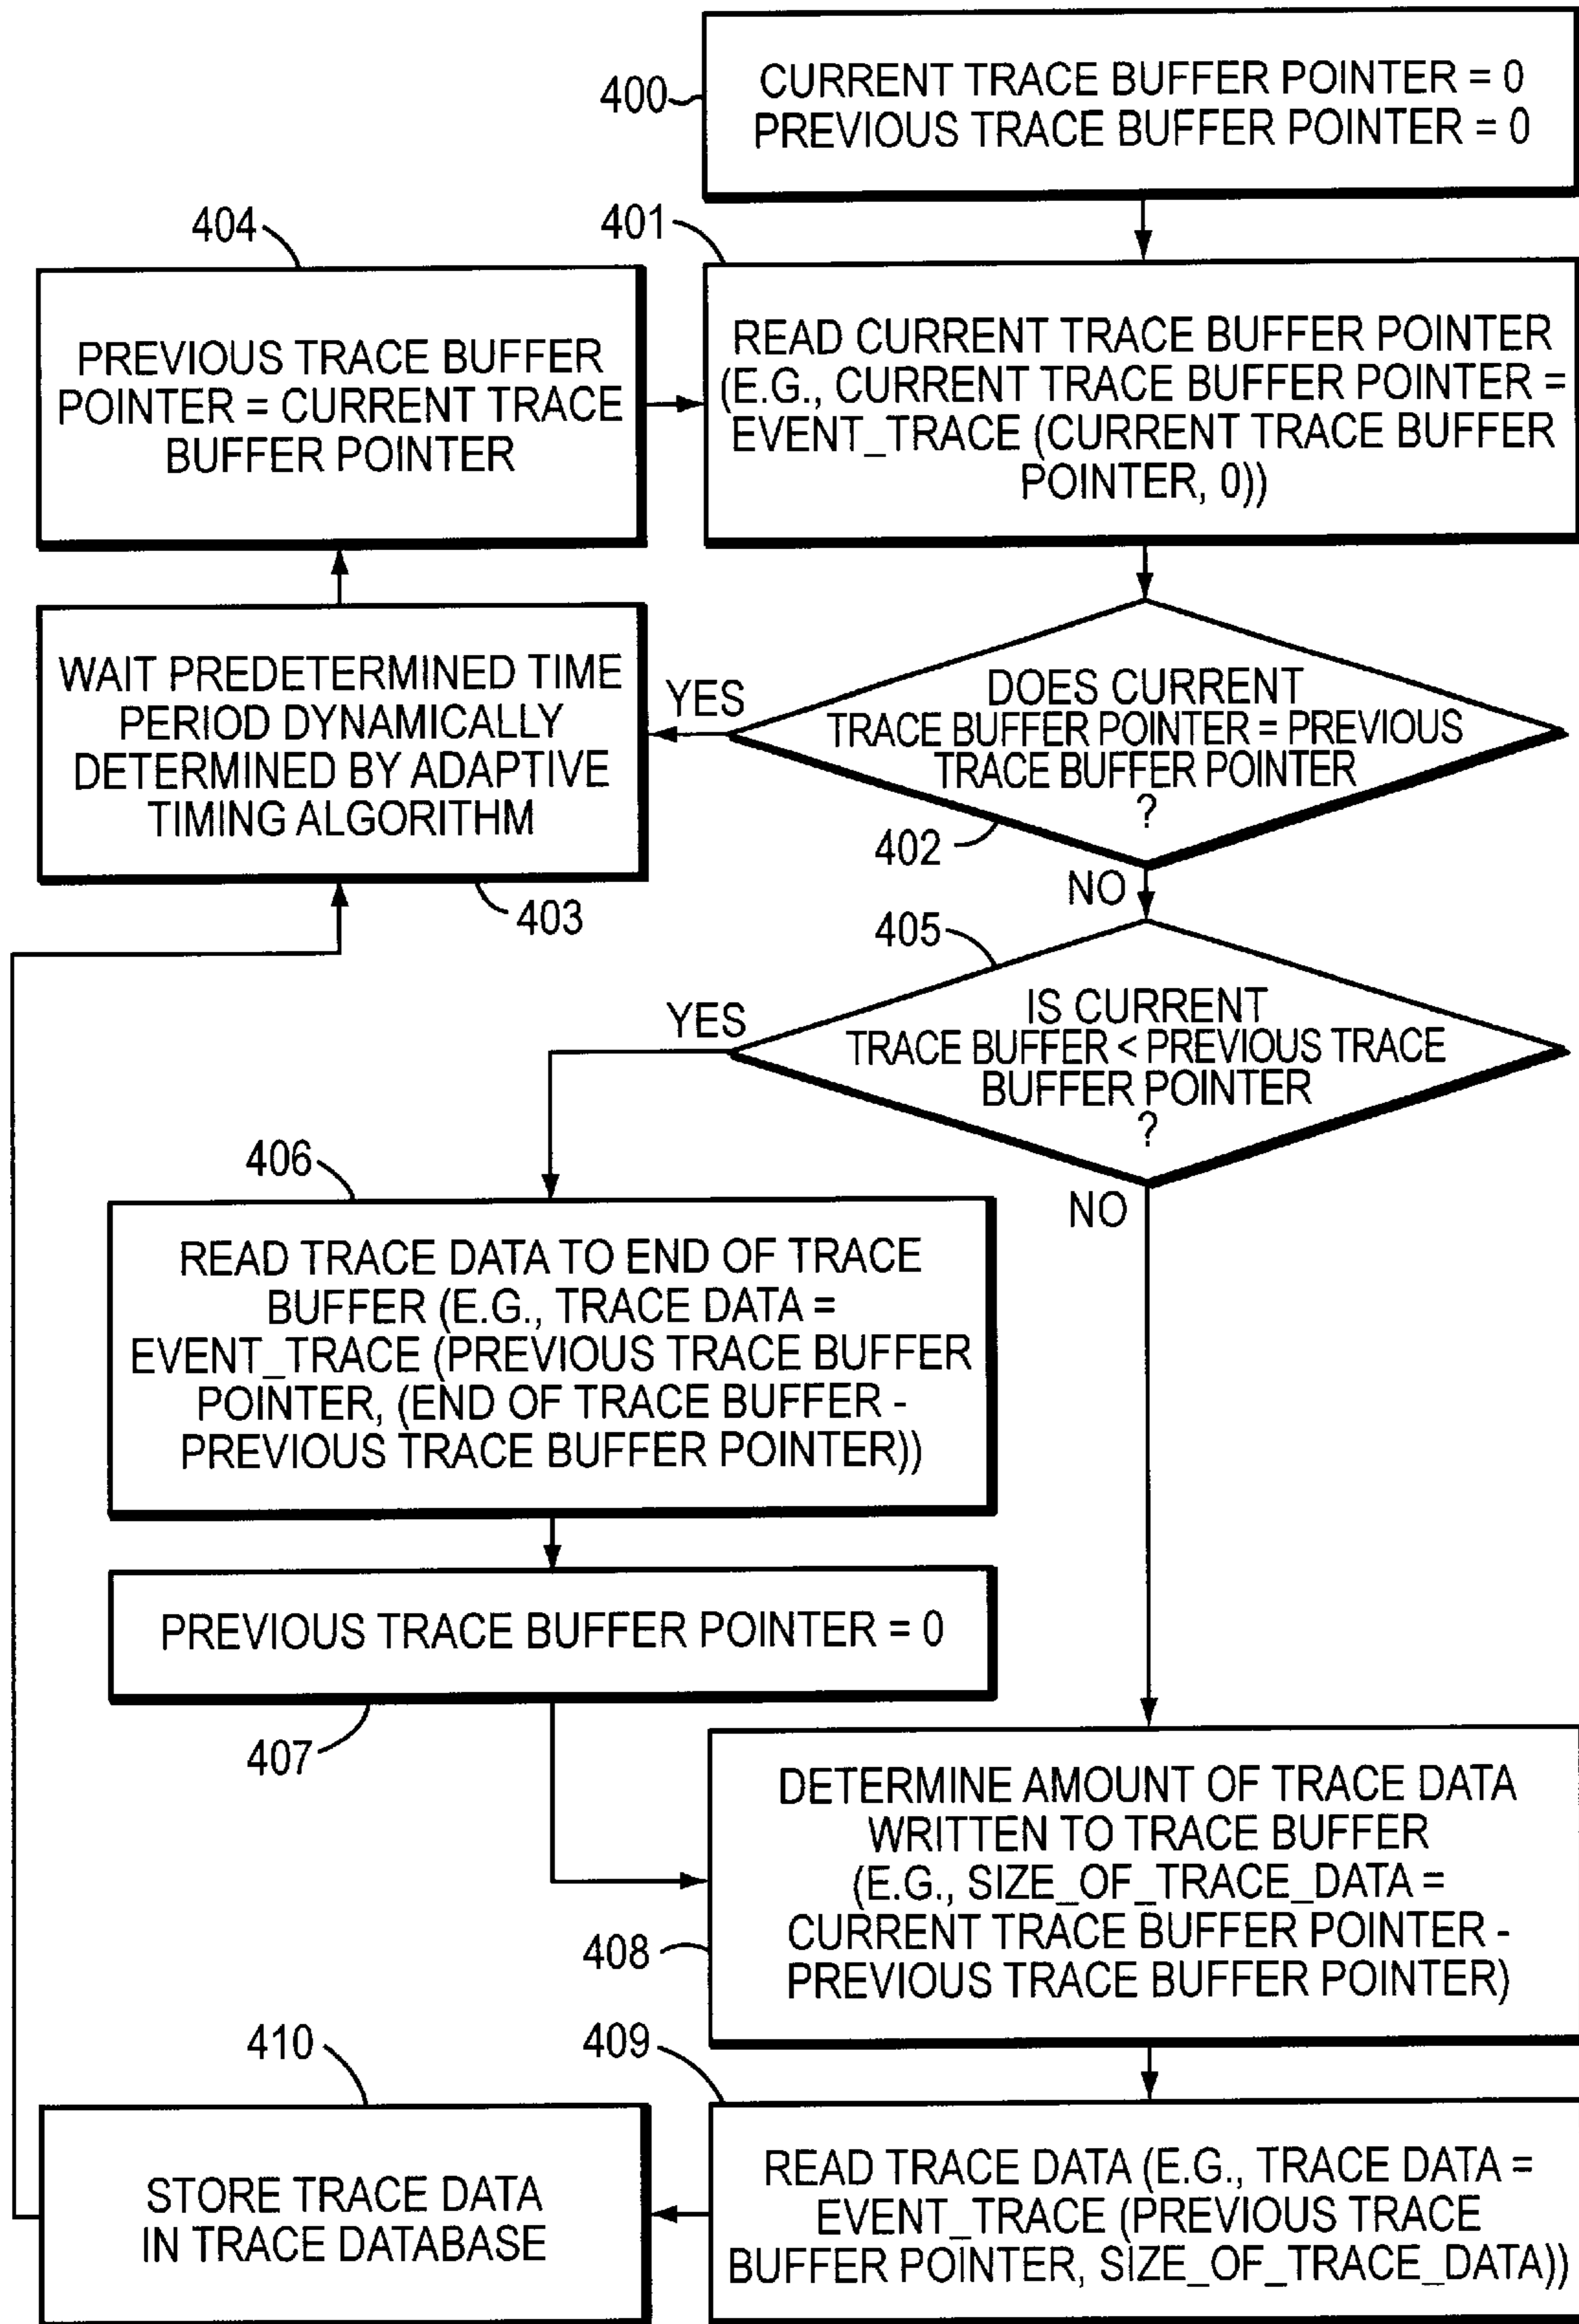 400
CURRENT TRACE BUFFER POINTER = 0
PREVIOUS TRACE BUFFER POINTER = 0
404
401
PREVIOUS TRACE BUFFER
POINTER = CURRENT TRACE
BUFFER POINTER
READ CURRENT TRACE BUFFER POINTER
(E.G., CURRENT TRACE BUFFER POINTER =
EVENT_TRACE (CURRENT TRACE BUFFER
POINTER, 0))
WAIT PREDETERMINED TIME
PERIOD DYNAMICALLY
DETERMINED BY ADAPTIVE
TIMING ALGORITHM
403
YES
DOES CURRENT
TRACE BUFFER POINTER = PREVIOUS
TRACE BUFFER POINTER
?
402
NO
405
IS CURRENT
TRACE BUFFER < PREVIOUS TRACE
BUFFER POINTER
?
YES
NO
406
READ TRACE DATA TO END OF TRACE
BUFFER (E.G., TRACE DATA =
EVENT_TRACE (PREVIOUS TRACE BUFFER
POINTER, (END OF TRACE BUFFER -
PREVIOUS TRACE BUFFER POINTER))
PREVIOUS TRACE BUFFER POINTER = 0
407
DETERMINE AMOUNT OF TRACE DATA
WRITTEN TO TRACE BUFFER
(E.G., SIZE_OF_TRACE_DATA =
CURRENT TRACE BUFFER POINTER -
PREVIOUS TRACE BUFFER POINTER)
408
409
READ TRACE DATA (E.G., TRACE DATA =
EVENT_TRACE (PREVIOUS TRACE
BUFFER POINTER, SIZE_OF_TRACE_DATA))
410
STORE TRACE DATA
IN TRACE DATABASE